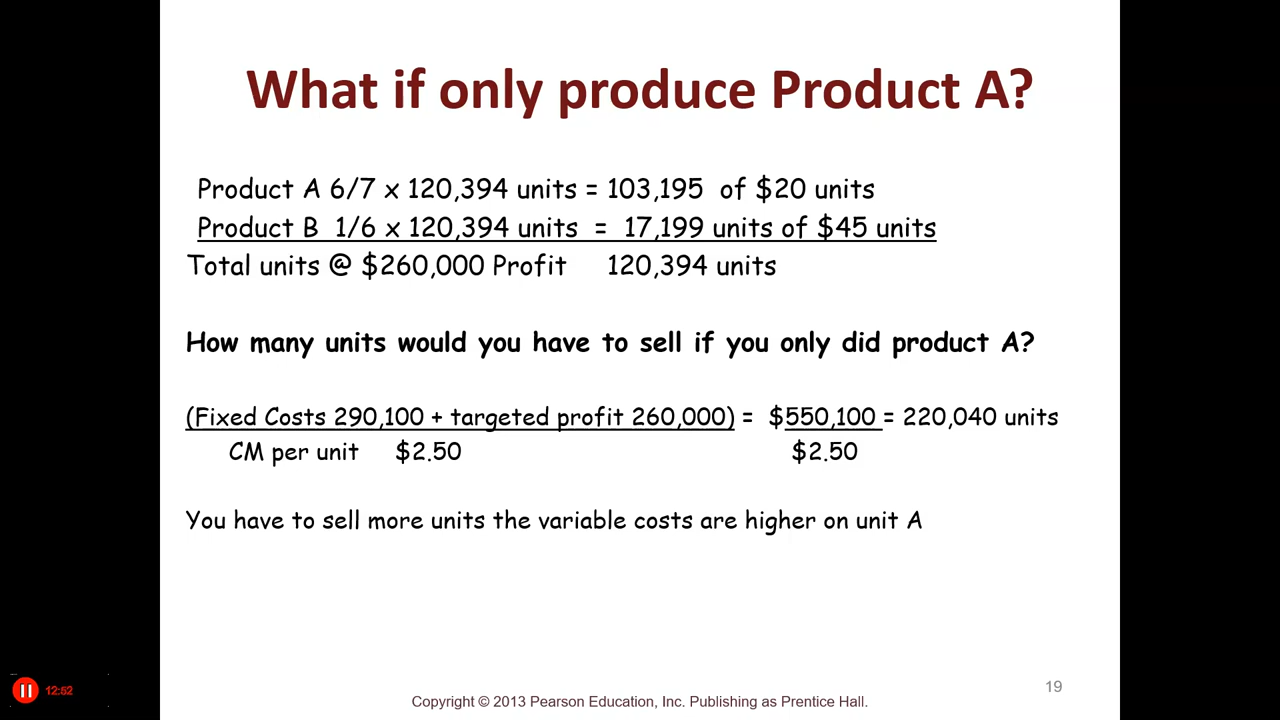 What if only produce Product A?
Product A 6/7 x 120,394 units = 103,195 of $20 units
Product B 1/6 x 120,394 units = 17,199 units of $45 units
Total units @ $260,000 Profit 120,394 units
How many units would you have to sell if you only did product A?
(Fixed Costs 290,100 + targeted profit 260,000) = $550,100 = 220,040 units
CM per unit $2.50 $2.50
You have to sell more units the variable costs are higher on unit A
19
12:52
Copyright © 2013 Pearson Education, Inc. Publishing as Prentice Hall.